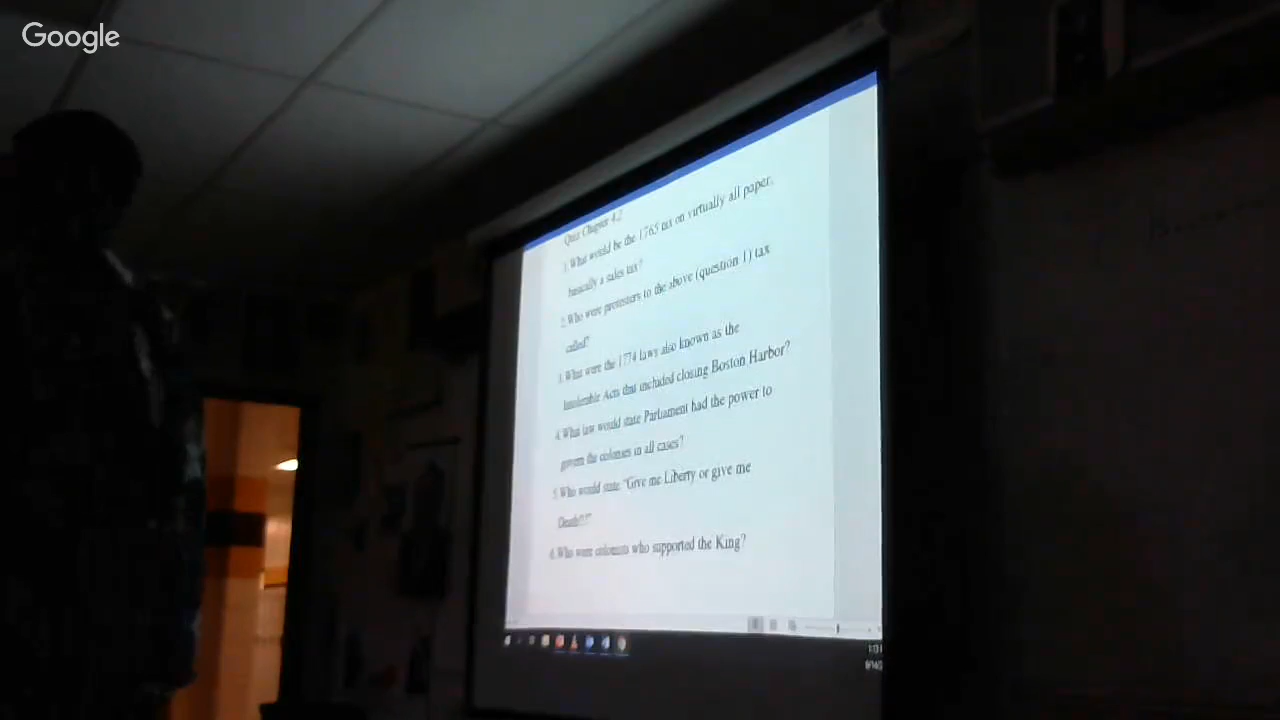 Google
Quiz Chapter 4.2
1. What would be the 1765 tax on virtually all paper,
basically a sales tax?
2. Who were protesters to the above (question 1) tax
called?
3. What were the 1774 laws also known as the
Intolerable Acts that included closing Boston Harbor?
4. What law would state Parliament had the power to
govern the colonies in all cases?
5. Who would state "Give me Liberty or give me
Death!!!"
6. Who were colonists who supported the King?